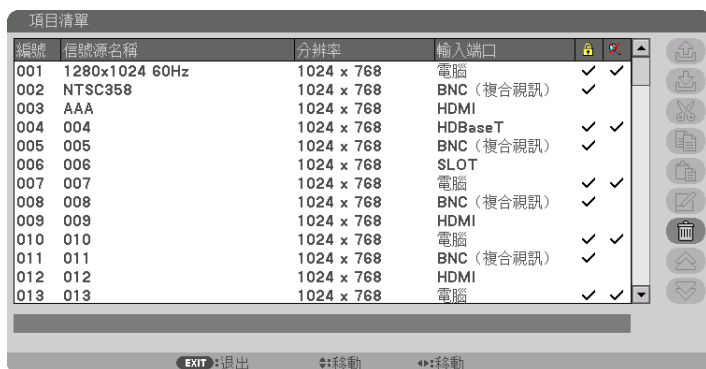 項目清單
編號 信號源名稱 分辨率 輸入端口
001 1280x1024 60Hz 1024 x 768 電腦 ✓ ✓
002 NTSC358 1024 x 768 BNC（複合視訊） ✓
003 AAA 1024 x 768 HDMI
004 004 1024 x 768 HDBaseT ✓ ✓
005 005 1024 x 768 BNC（複合視訊） ✓
006 006 1024 x 768 SLOT
007 007 1024 x 768 電腦 ✓ ✓
008 008 1024 x 768 BNC（複合視訊） ✓
009 009 1024 x 768 HDMI
010 010 1024 x 768 電腦 ✓ ✓
011 011 1024 x 768 BNC（複合視訊） ✓
012 012 1024 x 768 HDMI
013 013 1024 x 768 電腦 ✓ ✓
EXIT:退出 :移動 :移動